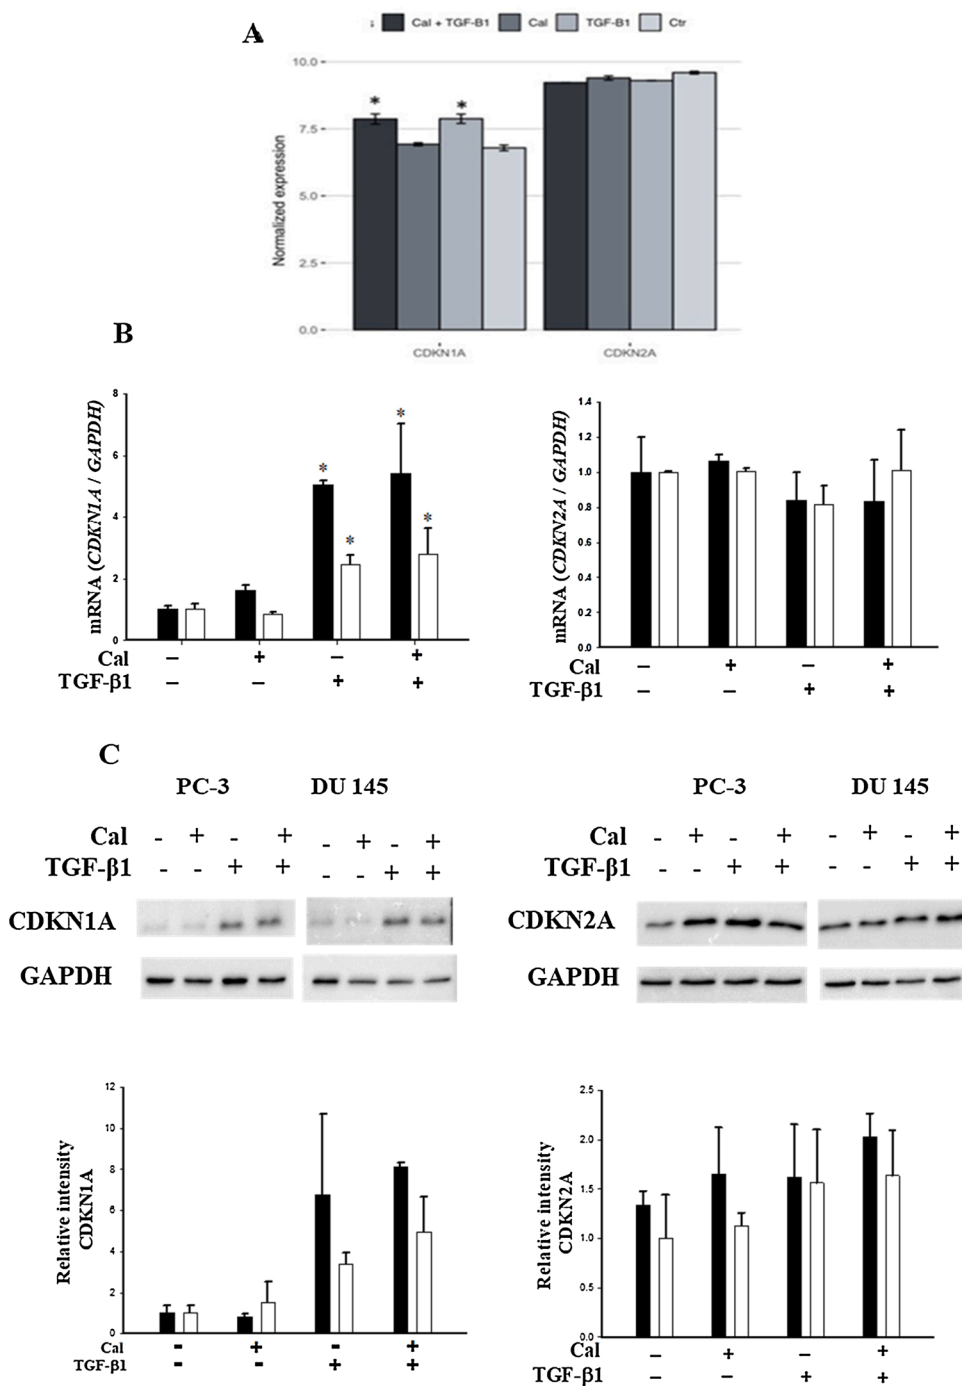 A
Cal + TGF-B1 Cal TGF-B1 Ctr
Normalized expression
10.0
7.5
5.0
2.5
0.0
* *
CDKN1A CDKN2A
B
mRNA (CDKN1A / GAPDH)
8
6
4
2
0
* * * *
Cal – + – +
TGF-β1 – – + +
mRNA (CDKN2A / GAPDH)
1.4
1.2
1.0
0.8
0.6
0.4
0.2
0.0
Cal – + – +
TGF-β1 – – + +
C
PC-3 DU 145
Cal - + - + - + - +
TGF-β1 - - + + - - + +
CDKN1A
GAPDH
PC-3 DU 145
Cal - + - + - + - +
TGF-β1 - - + + - - + +
CDKN2A
GAPDH
Relative intensity
CDKN1A
12
10
8
6
4
2
0
Cal - + - +
TGF-β1 - - + +
Relative intensity
CDKN2A
2.5
2.0
1.5
1.0
0.5
0.0
Cal – + – +
TGF-β1 – – + +